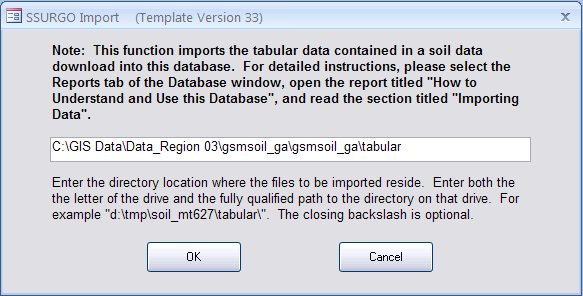 SSURGO Import    (Template Version 33)
Note:  This function imports the tabular data contained in a soil data
download into this database.  For detailed instructions, please select the
Reports tab of the Database window, open the report titled "How to
Understand and Use this Database", and read the section titled "Importing
Data".
C:\GIS Data\Data_Region 03\gsmsoil_ga\gsmsoil_ga\tabular
Enter the directory location where the files to be imported reside.  Enter both the
the letter of the drive and the fully qualified path to the directory on that drive.  For
example "d:\tmp\soil_mt627\tabular\".  The closing backslash is optional.
OK
Cancel